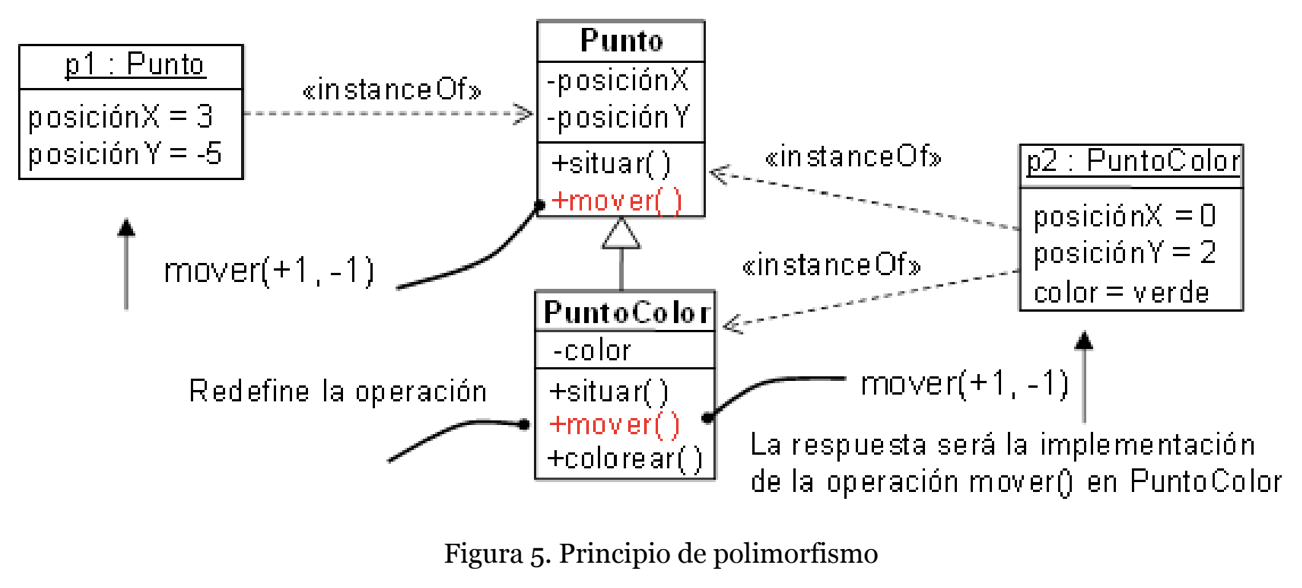 p1 : Punto
posiciónX = 3
posiciónY = -5
«instanceOf»
Punto
-posiciónX
-posiciónY
+situar()
+mover()
«instanceOf»
p2 : PuntoColor
posiciónX = 0
posiciónY = 2
color = verde
mover(+1, -1)
«instanceOf»
PuntoColor
-color
+situar()
+mover()
+colorear()
Redefine la operación
mover(+1, -1)
La respuesta será la implementación
de la operación mover() en PuntoColor
Figura 5. Principio de polimorfismo